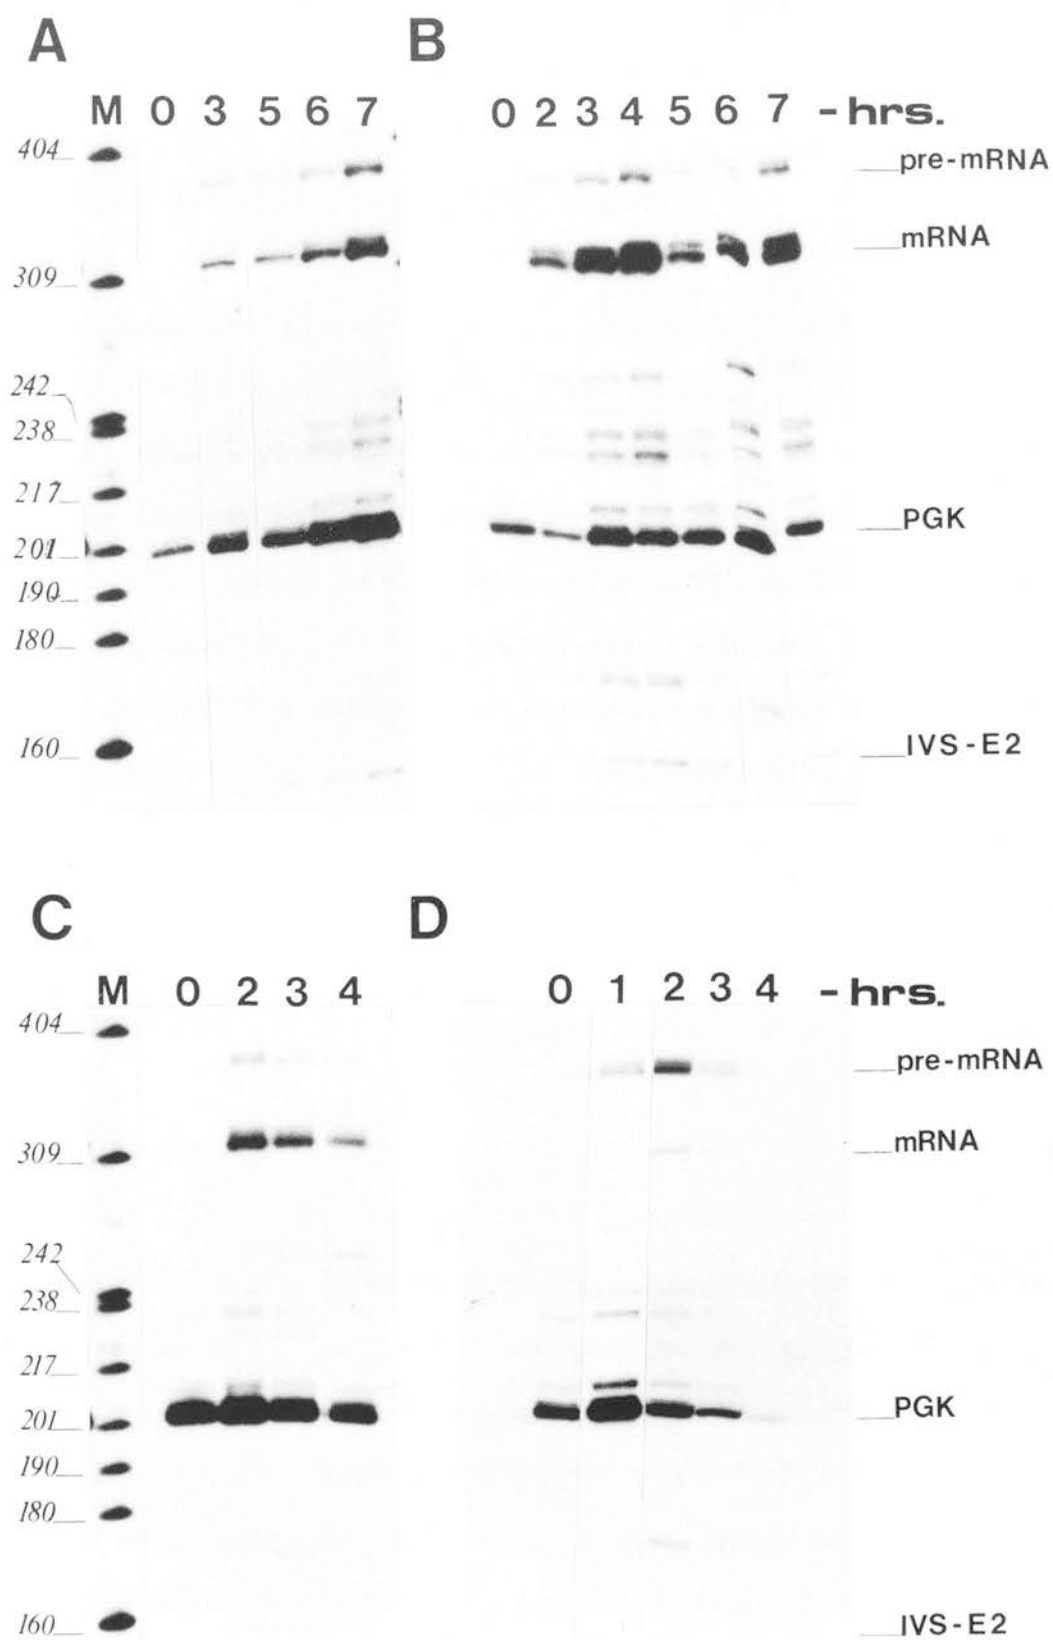 A
B
M 0 3 5 6 7
0 2 3 4 5 6 7 - hrs.
404
pre-mRNA
mRNA
309
242
238
217
PGK
201
190
180
160
IVS-E2
C
D
M 0 2 3 4
0 1 2 3 4 - hrs.
404
pre-mRNA
mRNA
309
242
238
217
PGK
201
190
180
160
IVS-E2